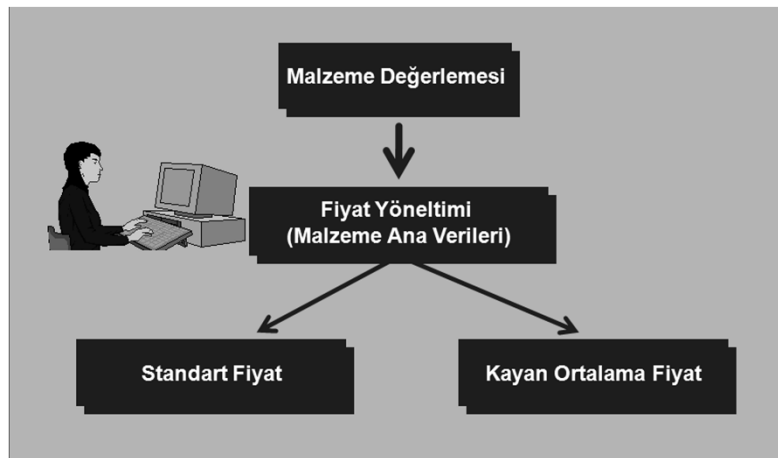 Malzeme Değerlemesi
Fiyat Yöneltimi
(Malzeme Ana Verileri)
Standart Fiyat
Kayan Ortalama Fiyat